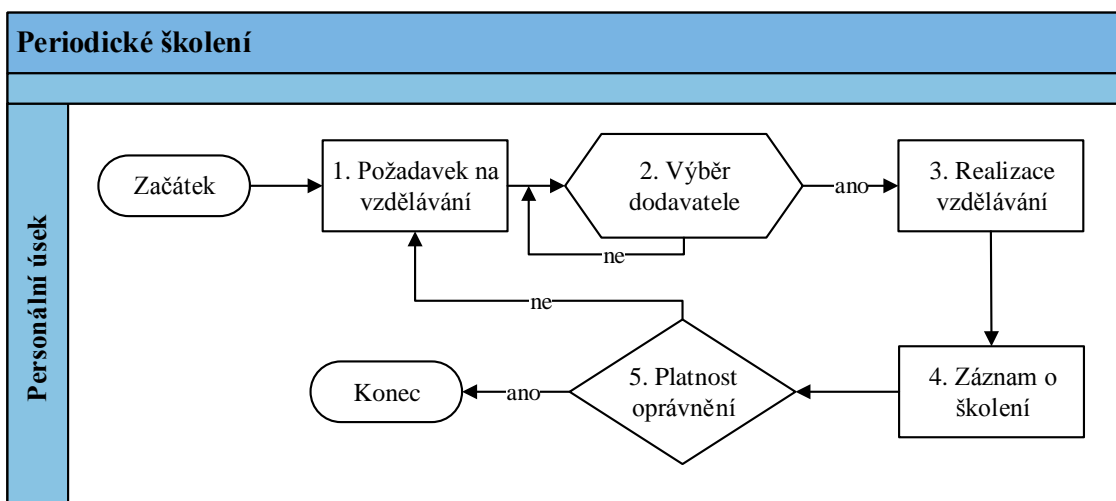 Periodické školení
Personální úsek
Začátek
1. Požadavek na
vzdělávání
2. Výběr
dodavatele
ano
3. Realizace
vzdělávání
ne
ne
Konec
ano
5. Platnost
oprávnění
4. Záznam o
školení